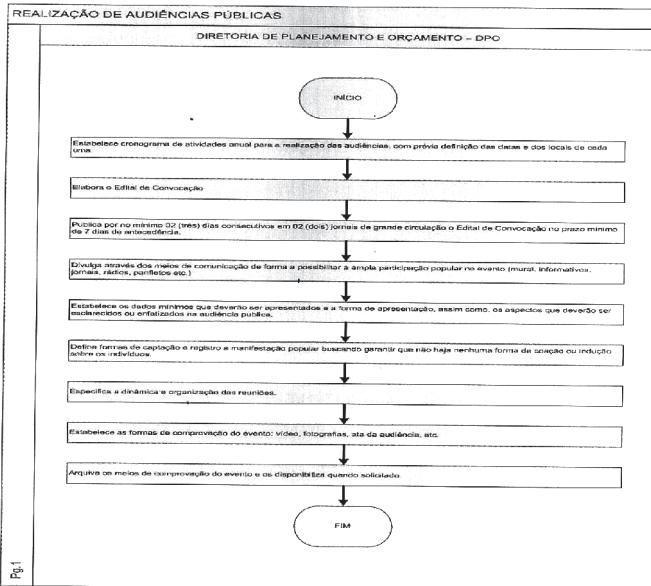 REALIZAÇÃO DE AUDIÊNCIAS PÚBLICAS
DIRETORIA DE PLANEJAMENTO E ORÇAMENTO – DPO
INÍCIO
Estabelece cronograma de atividades anual para a realização das audiências, com prévia definição das datas e dos locais de cada
uma.
Elabora o Edital de Convocação
Publica por no mínimo 02 (três) dias consecutivos em 02 (dois) jornais de grande circulação o Edital de Convocação no prazo mínimo
de 7 dias de antecedência.
Divulga através dos meios de comunicação de forma a possibilitar a ampla participação popular no evento (mural, informativos,
jornais, rádios, panfletos etc.)
Estabelece os dados mínimos que deverão ser apresentados e a forma de apresentação, assim como, os aspectos que deverão ser
esclarecidos ou enfatizados na audiência publica.
Define formas de captação e registro e manifestação popular buscando garantir que não haja nenhuma forma de coação ou indução
sobre os indivíduos.
Especifica a dinâmica e organização das reuniões.
Estabelece as formas de comprovação do evento: vídeo, fotografias, ata da audiência, etc.
Arquiva os meios de comprovação do evento e os disponibiliza quando solicitado.
FIM
Pg.1